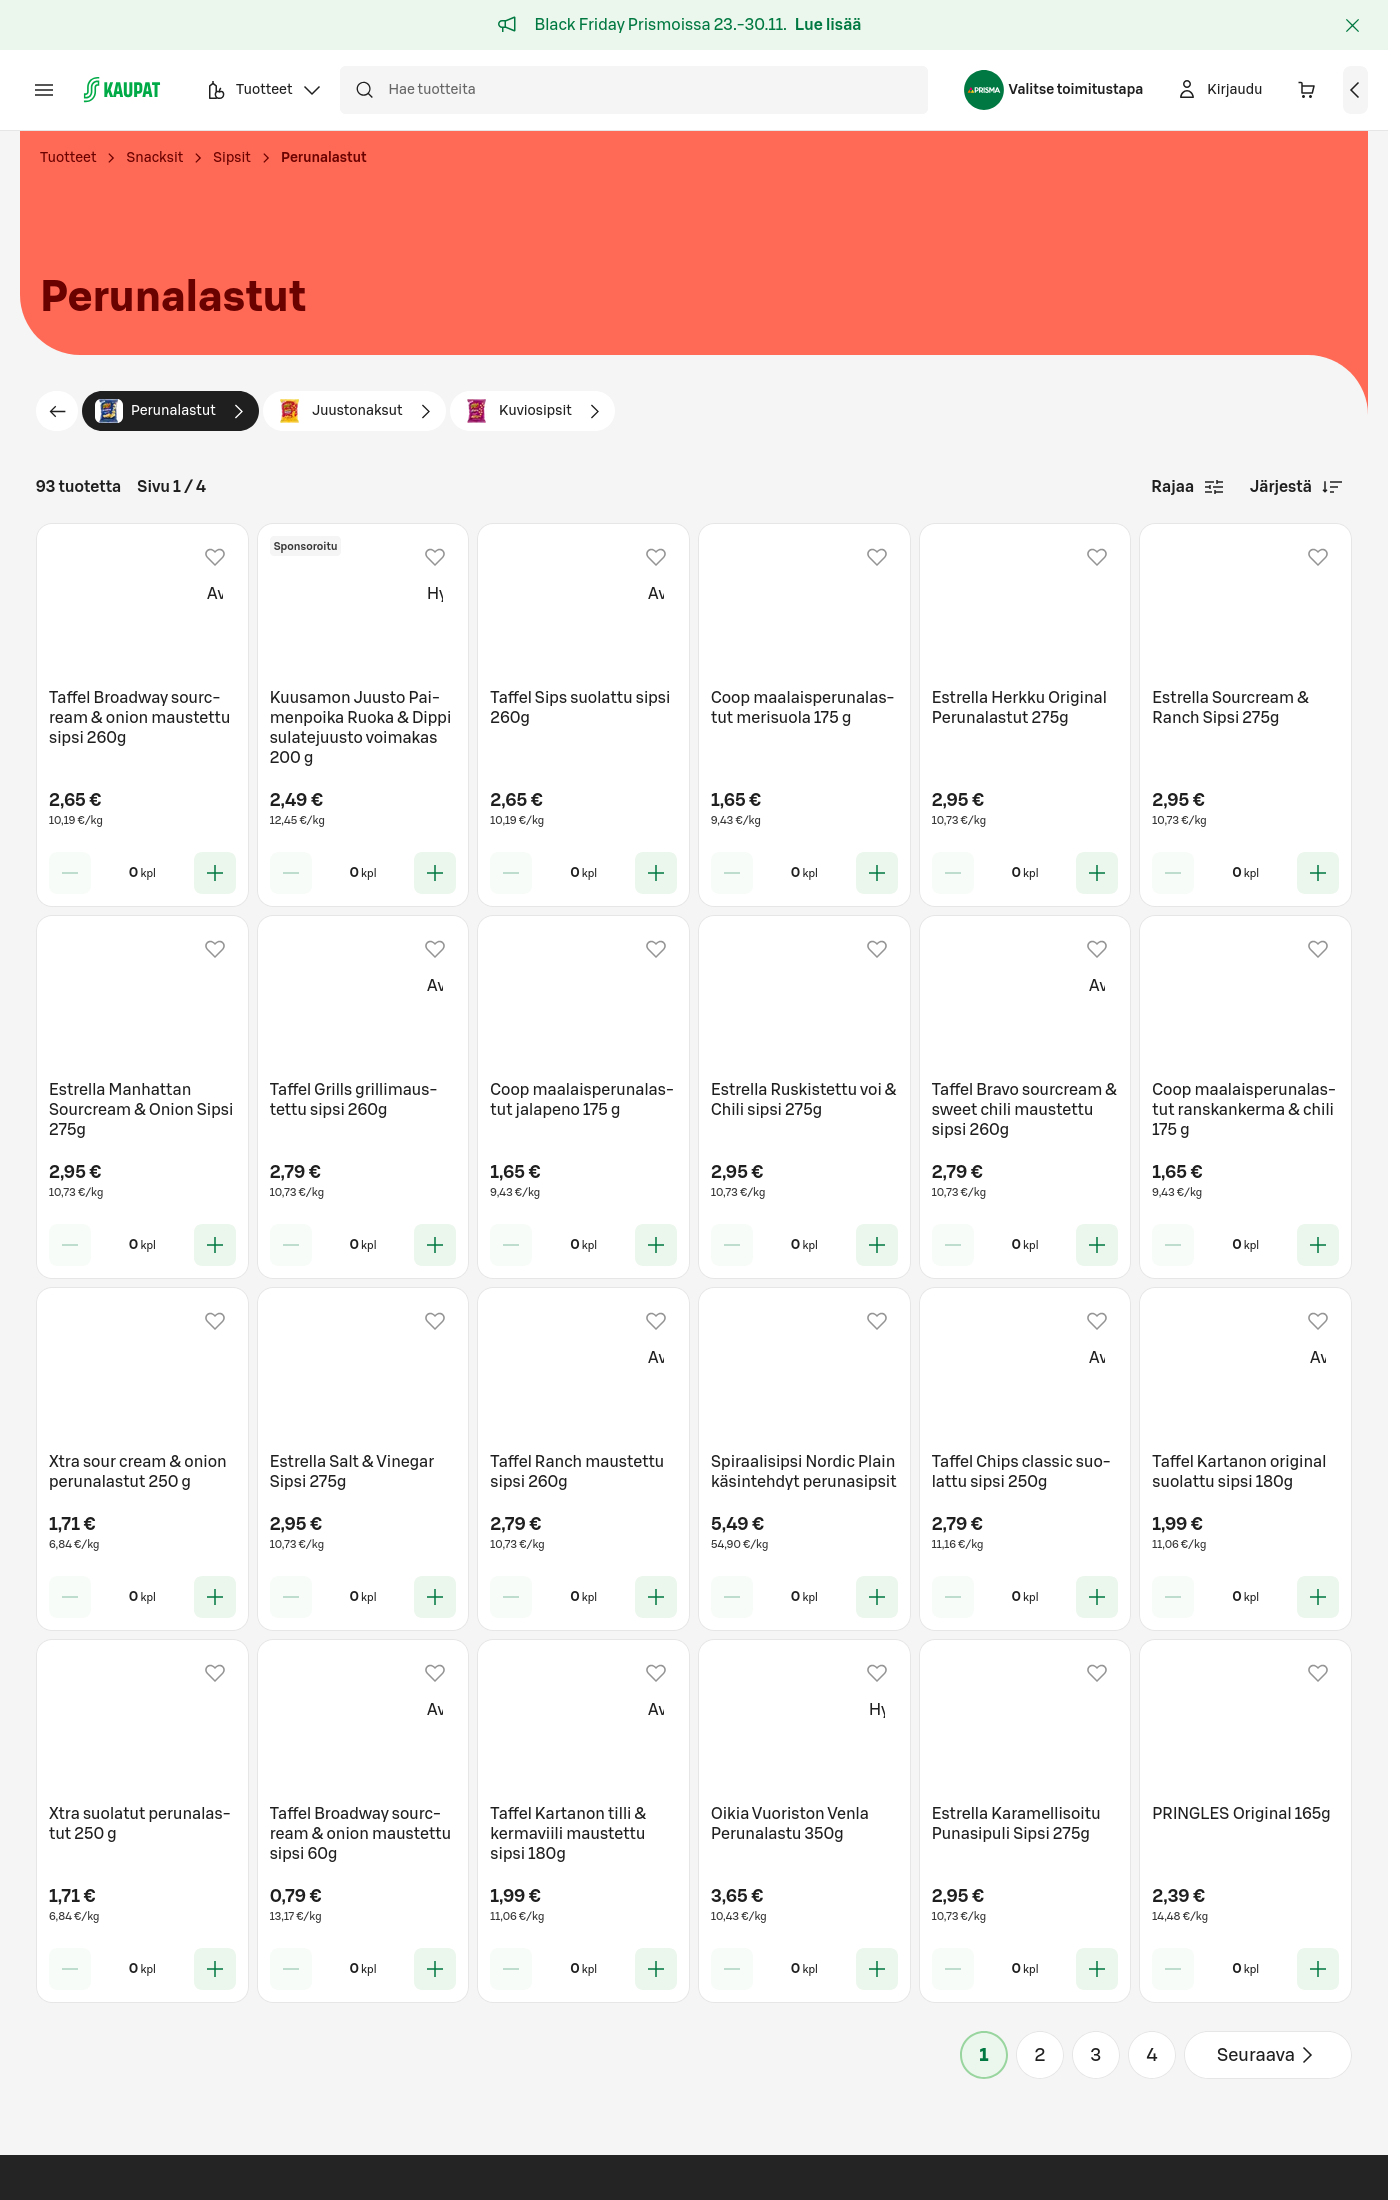 Black Friday Prismoissa 23.-30.11. Lue lisää
KAUPAT
Tuotteet
Hae tuotteita
PRISMA
Valitse toimitustapa
Kirjaudu
Tuotteet
Snacksit
Sipsit
Perunalastut
Perunalastut
Perunalastut
Juustonaksut
Kuviosipsit
93 tuotetta
Sivu 1 / 4
Rajaa
Järjestä
Av
Taffel Broadway sourc-
ream & onion maustettu
sipsi 260g
2,65 €
10,19 €/kg
0 kpl
Sponsoroitu
Hy
Kuusamon Juusto Pai-
menpoika Ruoka & Dippi
sulatejuusto voimakas
200 g
2,49 €
12,45 €/kg
0 kpl
Av
Taffel Sips suolattu sipsi
260g
2,65 €
10,19 €/kg
0 kpl
Coop maalaisperunalas-
tut merisuola 175 g
1,65 €
9,43 €/kg
0 kpl
Estrella Herkku Original
Perunalastut 275g
2,95 €
10,73 €/kg
0 kpl
Estrella Sourcream &
Ranch Sipsi 275g
2,95 €
10,73 €/kg
0 kpl
Estrella Manhattan
Sourcream & Onion Sipsi
275g
2,95 €
10,73 €/kg
0 kpl
Av
Taffel Grills grillimaus-
tettu sipsi 260g
2,79 €
10,73 €/kg
0 kpl
Coop maalaisperunalas-
tut jalapeno 175 g
1,65 €
9,43 €/kg
0 kpl
Estrella Ruskistettu voi &
Chili sipsi 275g
2,95 €
10,73 €/kg
0 kpl
Av
Taffel Bravo sourcream &
sweet chili maustettu
sipsi 260g
2,79 €
10,73 €/kg
0 kpl
Coop maalaisperunalas-
tut ranskankerma & chili
175 g
1,65 €
9,43 €/kg
0 kpl
Xtra sour cream & onion
perunalastut 250 g
1,71 €
6,84 €/kg
0 kpl
Estrella Salt & Vinegar
Sipsi 275g
2,95 €
10,73 €/kg
0 kpl
Av
Taffel Ranch maustettu
sipsi 260g
2,79 €
10,73 €/kg
0 kpl
Spiraalisipsi Nordic Plain
käsintehdyt perunasipsit
5,49 €
54,90 €/kg
0 kpl
Av
Taffel Chips classic suo-
lattu sipsi 250g
2,79 €
11,16 €/kg
0 kpl
Av
Taffel Kartanon original
suolattu sipsi 180g
1,99 €
11,06 €/kg
0 kpl
Xtra suolatut perunalas-
tut 250 g
1,71 €
6,84 €/kg
0 kpl
Av
Taffel Broadway sourc-
ream & onion maustettu
sipsi 60g
0,79 €
13,17 €/kg
0 kpl
Av
Taffel Kartanon tilli &
kermaviili maustettu
sipsi 180g
1,99 €
11,06 €/kg
0 kpl
Hy
Oikia Vuoriston Venla
Perunalastu 350g
3,65 €
10,43 €/kg
0 kpl
Estrella Karamellisoitu
Punasipuli Sipsi 275g
2,95 €
10,73 €/kg
0 kpl
PRINGLES Original 165g
2,39 €
14,48 €/kg
0 kpl
1
2
3
4
Seuraava